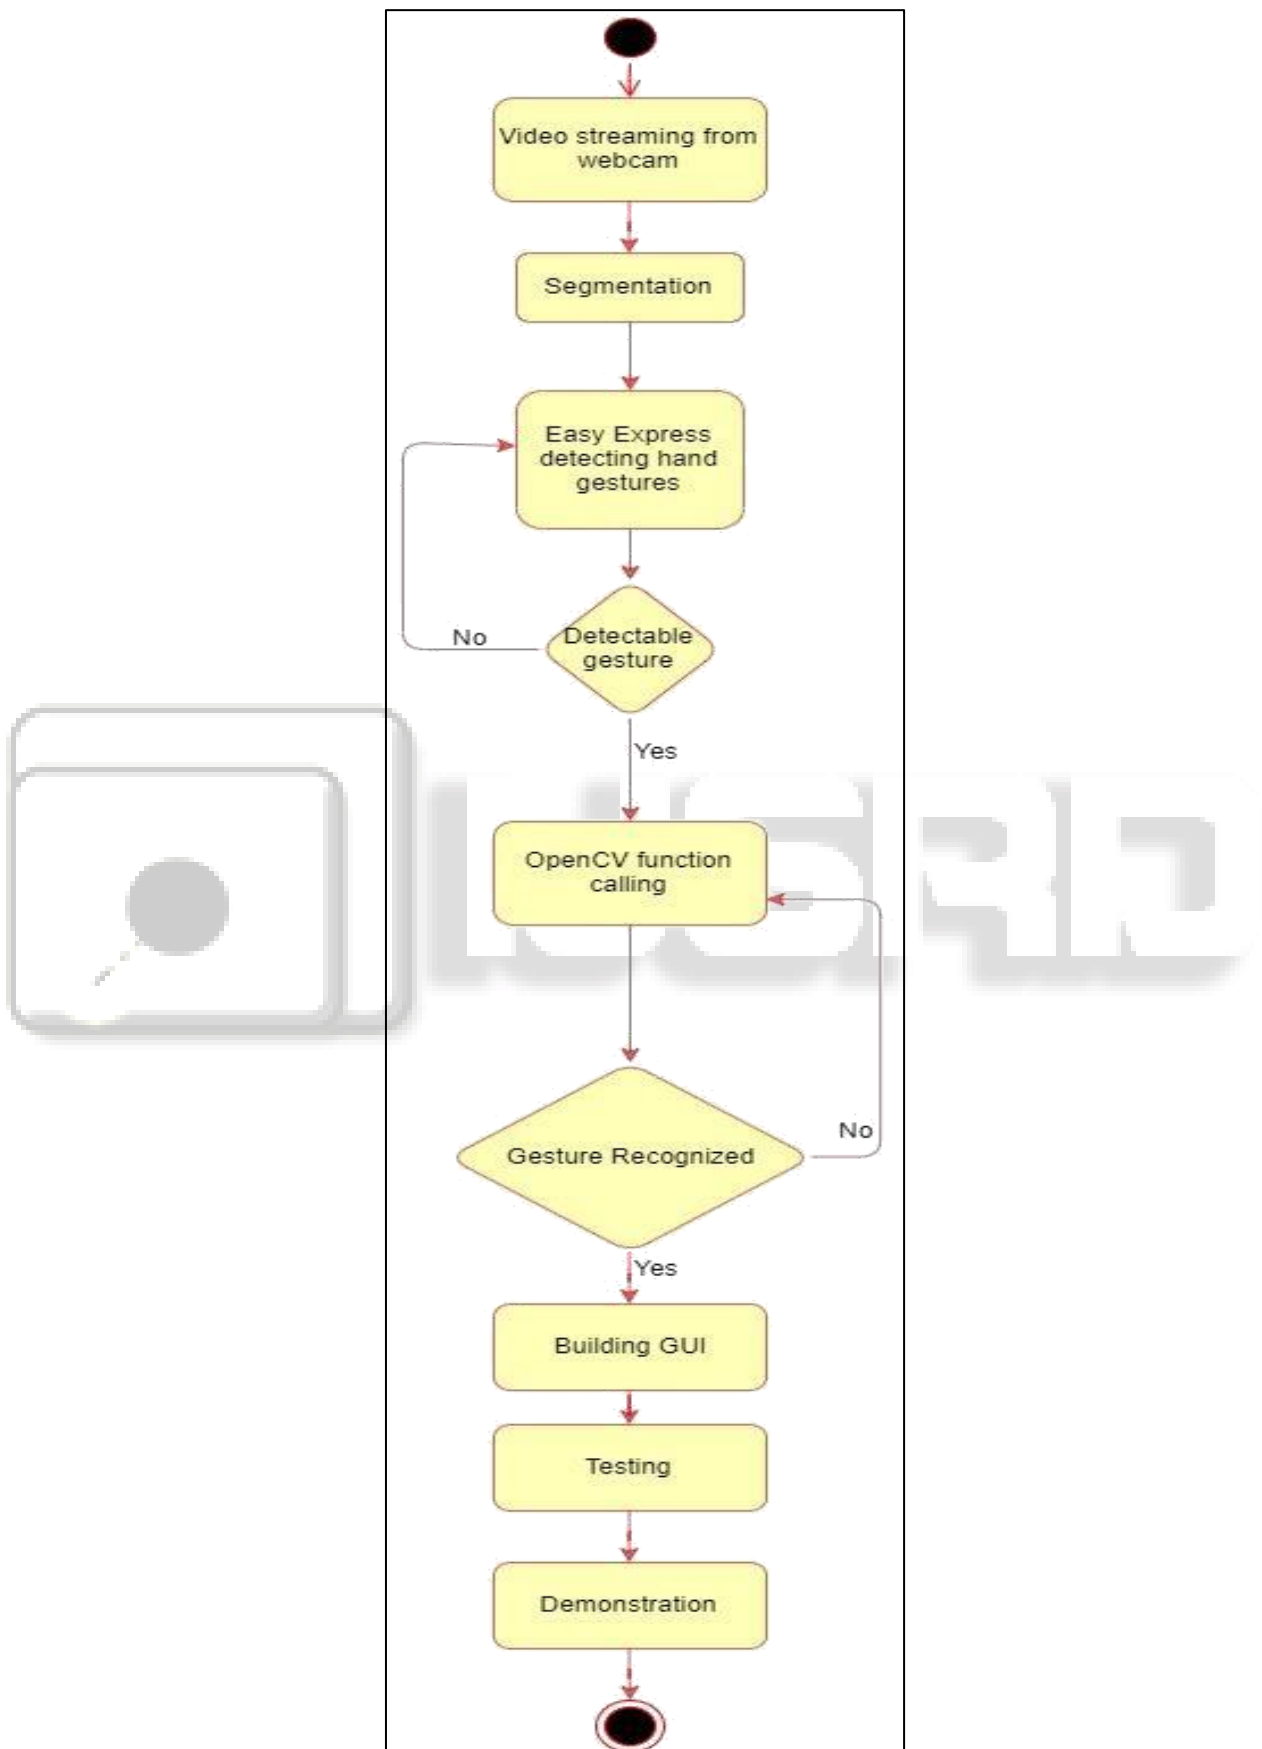 Video streaming from
webcam
Segmentation
Easy Express
detecting hand
gestures
No
Detectable
gesture
Yes
OpenCV function
calling
No
Gesture Recognized
Yes
Building GUI
Testing
Demonstration